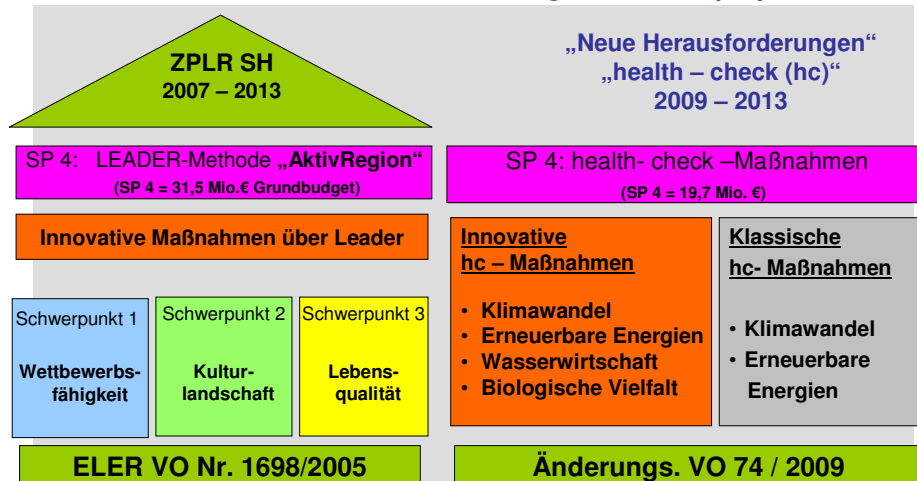 ZPLR SH
2007 – 2013
„Neue Herausforderungen“
„health – check (hc)“
2009 – 2013
SP 4: LEADER-Methode „AktivRegion“
(SP 4 = 31,5 Mio.€ Grundbudget)
SP 4: health- check –Maßnahmen
(SP 4 = 19,7 Mio. €)
Innovative Maßnahmen über Leader
Schwerpunkt 1
Wettbewerbs-
fähigkeit
Schwerpunkt 2
Kultur-
landschaft
Schwerpunkt 3
Lebens-
qualität
Innovative
hc – Maßnahmen
• Klimawandel
• Erneuerbare Energien
• Wasserwirtschaft
• Biologische Vielfalt
Klassische
hc- Maßnahmen
• Klimawandel
• Erneuerbare
Energien
ELER VO Nr. 1698/2005
Änderungs. VO 74 / 2009